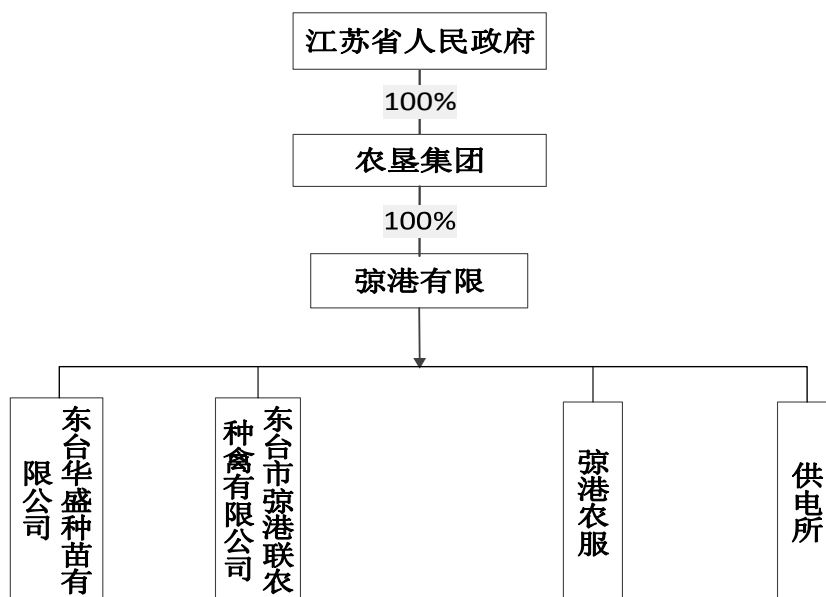 江苏省人民政府
100%
农垦集团
100%
弶港有限
东台华盛种苗有
限公司
东台市弶港联农
种禽有限公司
弶港农服
供电所